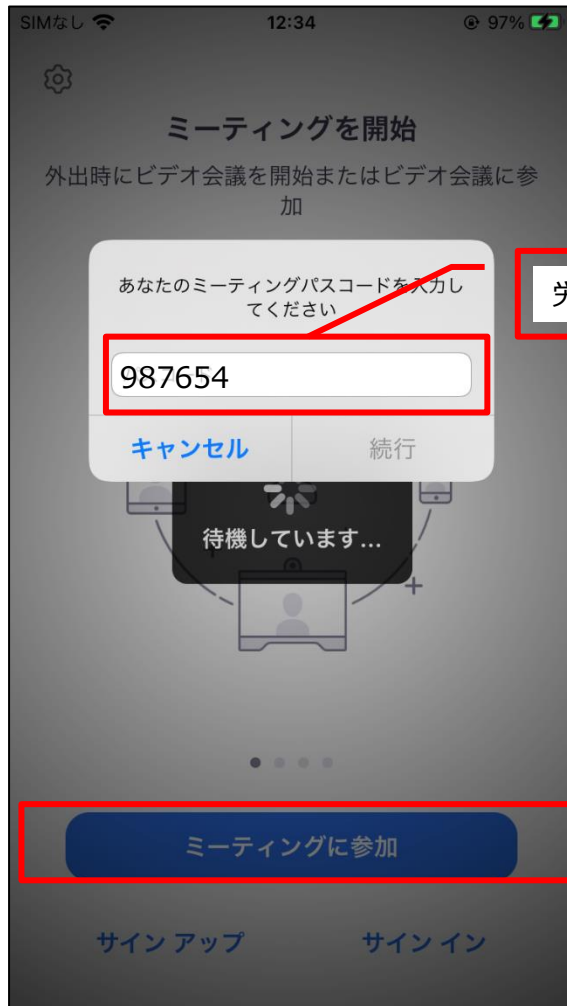 SIMなし 12:34 97%
ミーティングを開始
外出時にビデオ会議を開始またはビデオ会議に参
加
あなたのミーティングパスコードを入力し
てください
987654
キャンセル 続行
待機しています...
ミーティングに参加
サイン アップ サイン イン